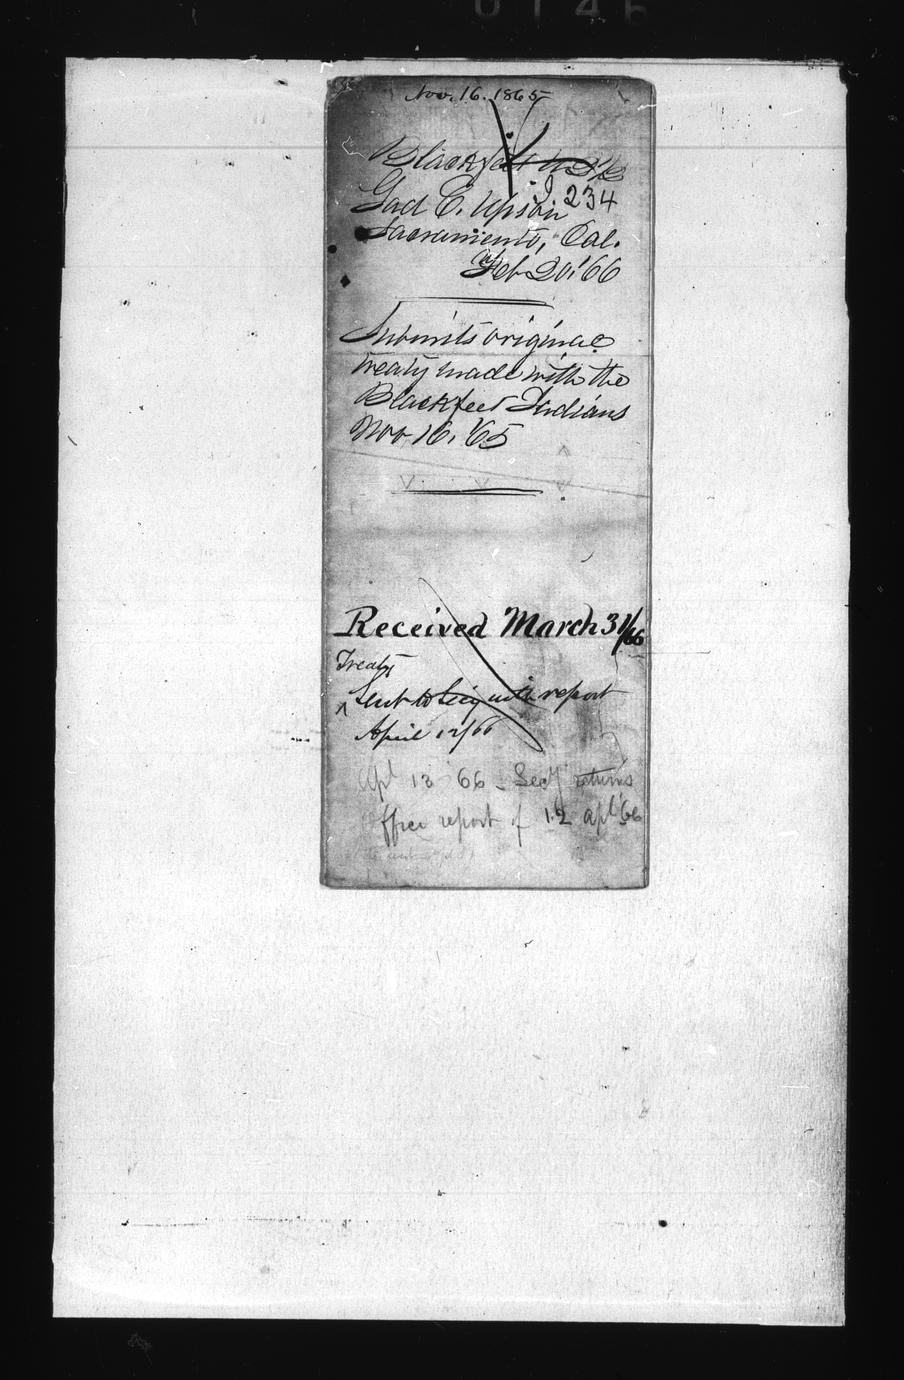 0146
Nov. 16. 1865
Blackfeet
I 234
Gad E. Upson
Sacramento, Cal.
Feb 20/66
Submits original
treaty made with the
Blackfeet Indians
Nov 16, '65
Received March 31/66
Treaty
^ Sent to Secy with report
April 12/66
Apl 13 '66 - Secy returns
Office report of 12 apl '66